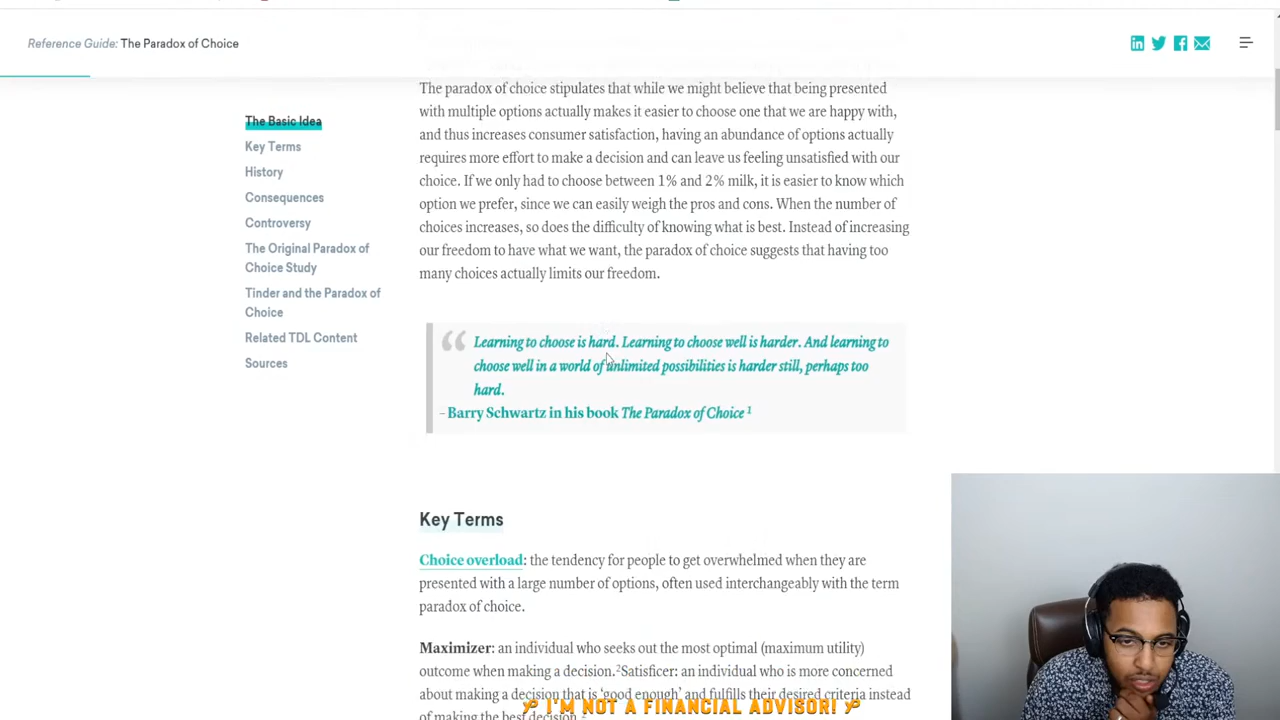 Reference Guide: The Paradox of Choice
The Basic Idea
Key Terms
History
Consequences
Controversy
The Original Paradox of
Choice Study
Tinder and the Paradox of
Choice
Related TDL Content
Sources
The paradox of choice stipulates that while we might believe that being presented
with multiple options actually makes it easier to choose one that we are happy with,
and thus increases consumer satisfaction, having an abundance of options actually
requires more effort to make a decision and can leave us feeling unsatisfied with our
choice. If we only had to choose between 1% and 2% milk, it is easier to know which
option we prefer, since we can easily weigh the pros and cons. When the number of
choices increases, so does the difficulty of knowing what is best. Instead of increasing
our freedom to have what we want, the paradox of choice suggests that having too
many choices actually limits our freedom.
Learning to choose is hard. Learning to choose well is harder. And learning to
choose well in a world of unlimited possibilities is harder still, perhaps too
hard.
- Barry Schwartz in his book The Paradox of Choice 1
Key Terms
Choice overload: the tendency for people to get overwhelmed when they are
presented with a large number of options, often used interchangeably with the term
paradox of choice.
Maximizer: an individual who seeks out the most optimal (maximum utility)
outcome when making a decision.2Satisficer: an individual who is more concerned
about making a decision that is ‘good enough’ and fulfills their desired criteria instead
of making the best decision.2
I'M NOT A FINANCIAL ADVISOR!